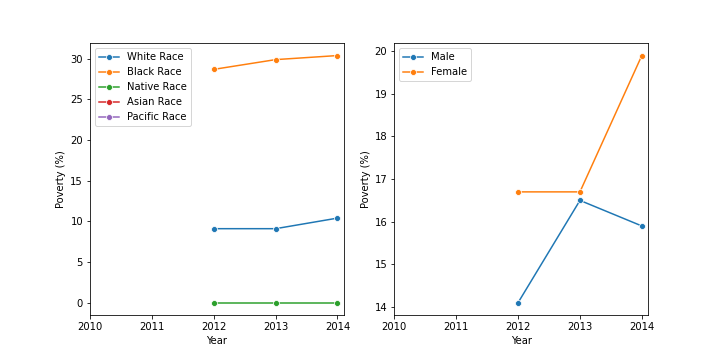 White Race
Black Race
Native Race
Asian Race
Pacific Race
30
25
20
15
10
5
0
Poverty (%)
2010 2011 2012 2013 2014
Year
Male
Female
20
19
18
17
16
15
14
Poverty (%)
2010 2011 2012 2013 2014
Year